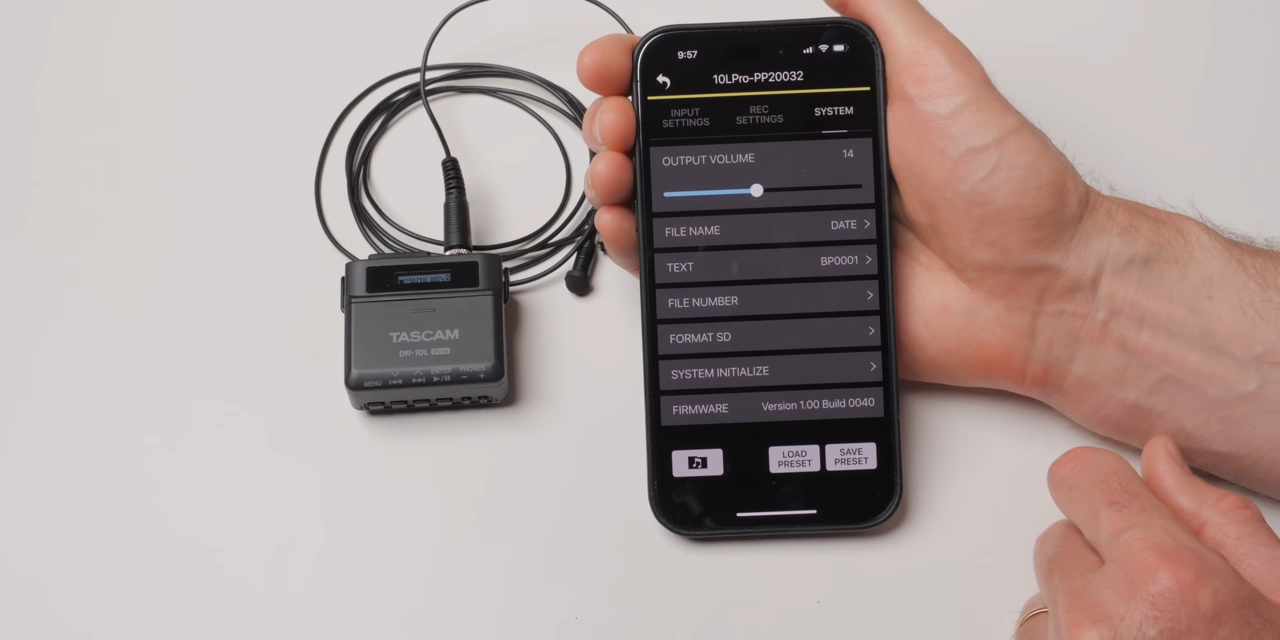 9:57
10LPro-PP20032
INPUT
SETTINGS
REC
SETTINGS
SYSTEM
OUTPUT VOLUME 14
FILE NAME DATE
TEXT BP0001
FILE NUMBER
FORMAT SD
SYSTEM INITIALIZE
FIRMWARE Version 1.00 Build 0040
LOAD
PRESET
SAVE
PRESET
TASCAM
DR-10L Pro
MENU ENTER PHONES